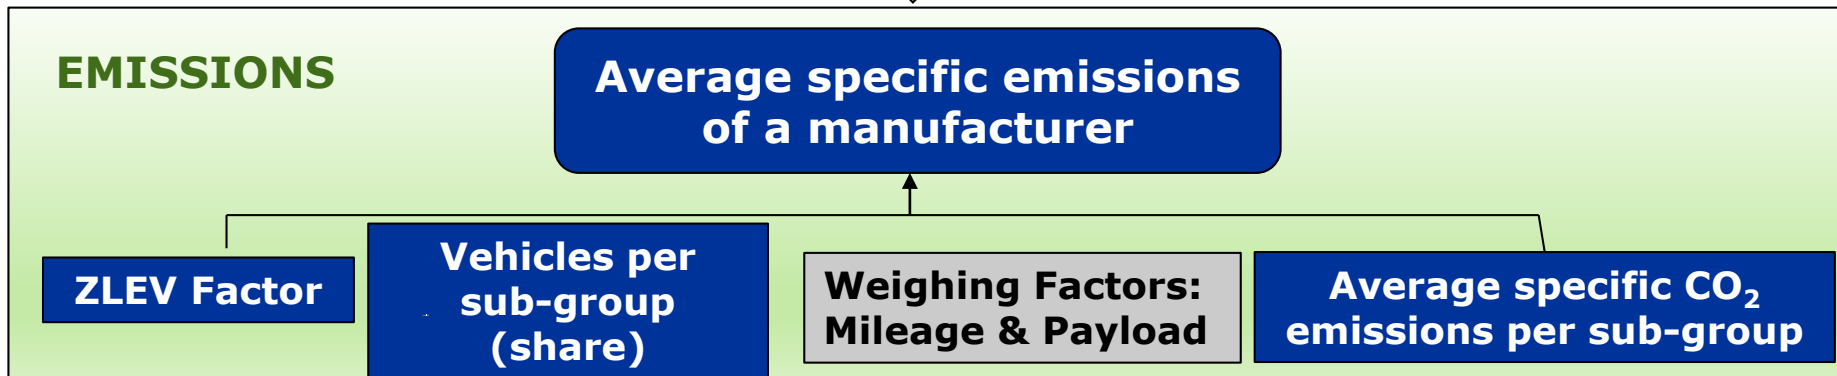 EMISSIONS
Average specific emissions
of a manufacturer
ZLEV Factor
Vehicles per
sub-group
(share)
Weighing Factors:
Mileage & Payload
Average specific CO₂
emissions per sub-group